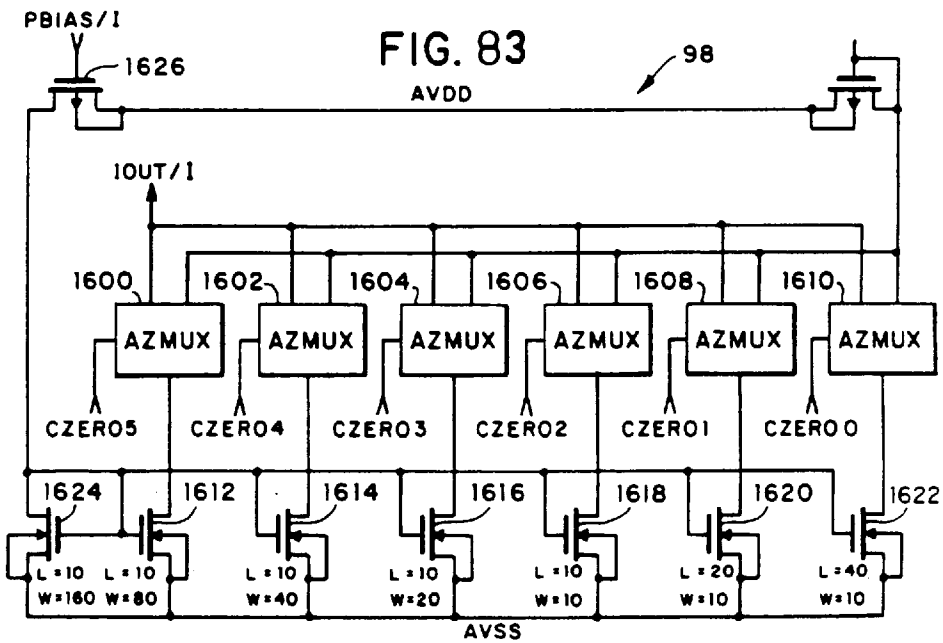 PBIAS/I
FIG. 83
1626
98
AVDD
IOUT/I
1600 1602 1604 1606 1608 1610
AZMUX AZMUX AZMUX AZMUX AZMUX AZMUX
CZERO5 CZERO4 CZERO3 CZERO2 CZERO1 CZERO0
1624 1612 1614 1616 1618 1620 1622
L=10 L=10 L=10 L=10 L=10 L=20 L=40
W=160 W=80 W=40 W=20 W=10 W=10 W=10
AVSS